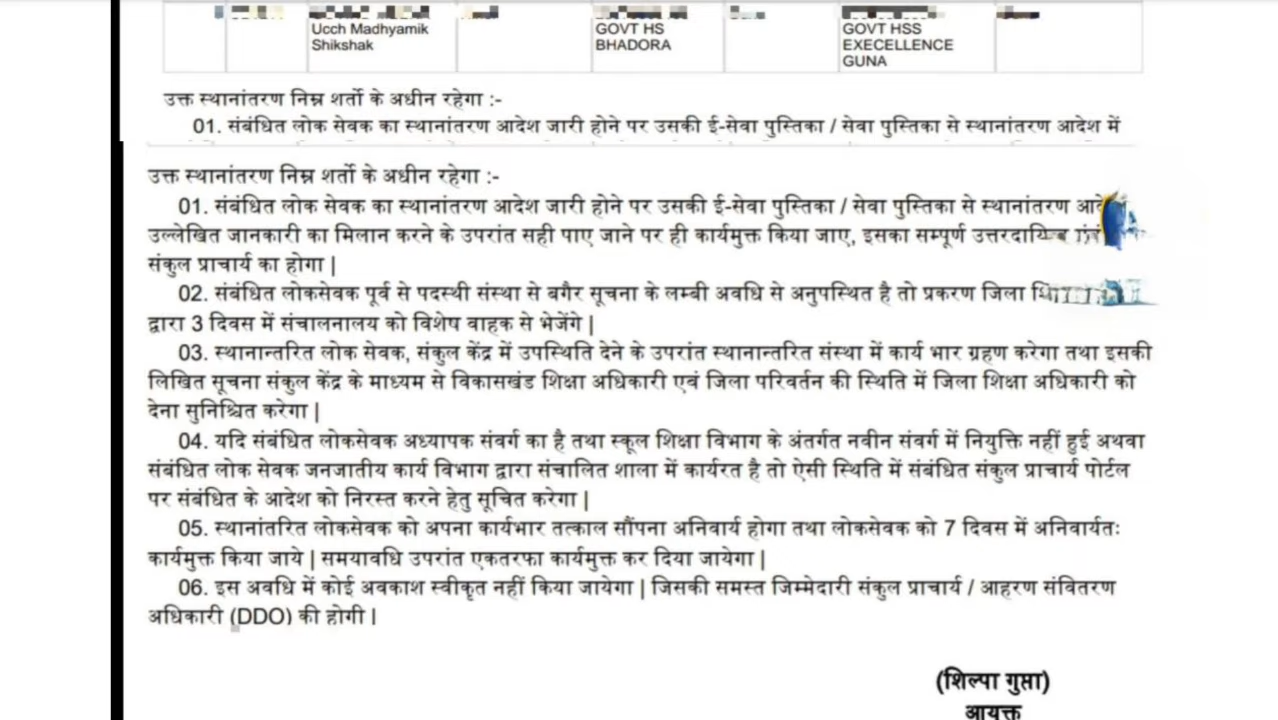 Ucch Madhyamik
Shikshak
GOVT HS
BHADORA
GOVT HSS
EXECELLENCE
GUNA
उक्त स्थानांतरण निम्न शर्तो के अधीन रहेगा :-
01. संबंधित लोक सेवक का स्थानांतरण आदेश जारी होने पर उसकी ई-सेवा पुस्तिका / सेवा पुस्तिका से स्थानांतरण आदेश में
उक्त स्थानांतरण निम्न शर्तो के अधीन रहेगा :-
01. संबंधित लोक सेवक का स्थानांतरण आदेश जारी होने पर उसकी ई-सेवा पुस्तिका / सेवा पुस्तिका से स्थानांतरण
उल्लेखित जानकारी का मिलान करने के उपरांत सही पाए जाने पर ही कार्यमुक्त किया जाए, इसका सम्पूर्ण
संकुल प्राचार्य का होगा |
02. संबंधित लोकसेवक पूर्व से पदस्थी संस्था से बगैर सूचना के लम्बी अवधि से अनुपस्थित है तो प्रकरण जिला
द्वारा 3 दिवस में संचालनालय को विशेष वाहक से भेजेंगे |
03. स्थानान्तरित लोक सेवक, संकुल केंद्र में उपस्थिति देने के उपरांत स्थानान्तरित संस्था में कार्य भार ग्रहण करेगा तथा इसकी
लिखित सूचना संकुल केंद्र के माध्यम से विकासखंड शिक्षा अधिकारी एवं जिला परिवर्तन की स्थिति में जिला शिक्षा अधिकारी को
देना सुनिश्चित करेगा |
04. यदि संबंधित लोकसेवक अध्यापक संवर्ग का है तथा स्कूल शिक्षा विभाग के अंतर्गत नवीन संवर्ग में नियुक्ति नहीं हुई अथवा
संबंधित लोक सेवक जनजातीय कार्य विभाग द्वारा संचालित शाला में कार्यरत है तो ऐसी स्थिति में संबंधित संकुल प्राचार्य पोर्टल
पर संबंधित के आदेश को निरस्त करने हेतु सूचित करेगा |
05. स्थानांतरित लोकसेवक को अपना कार्यभार तत्काल सौंपना अनिवार्य होगा तथा लोकसेवक को 7 दिवस में अनिवार्यतः
कार्यमुक्त किया जाये | समयावधि उपरांत एकतरफा कार्यमुक्त कर दिया जायेगा |
06. इस अवधि में कोई अवकाश स्वीकृत नहीं किया जायेगा | जिसकी समस्त जिम्मेदारी संकुल प्राचार्य / आहरण संवितरण
अधिकारी (DDO) की होगी |
(शिल्पा गुप्ता)
आयुक्त